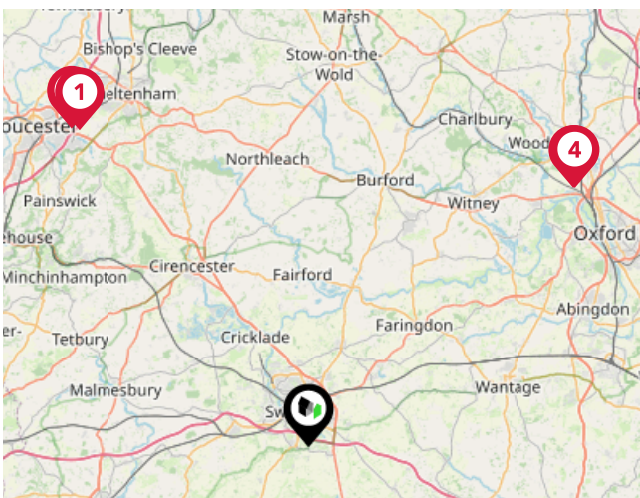 Marsh
Bishop's Cleeve
Stow-on-the-
Wold
1
eltenham
oucester
Charlbury
Wood
4
Northleach
Burford
Painswick
Witney
ehouse
Oxford
Cirencester
Fairford
Minchinhampton
Abingdon
er-
Tetbury
Cricklade
Faringdon
Malmesbury
Wantage
Sw